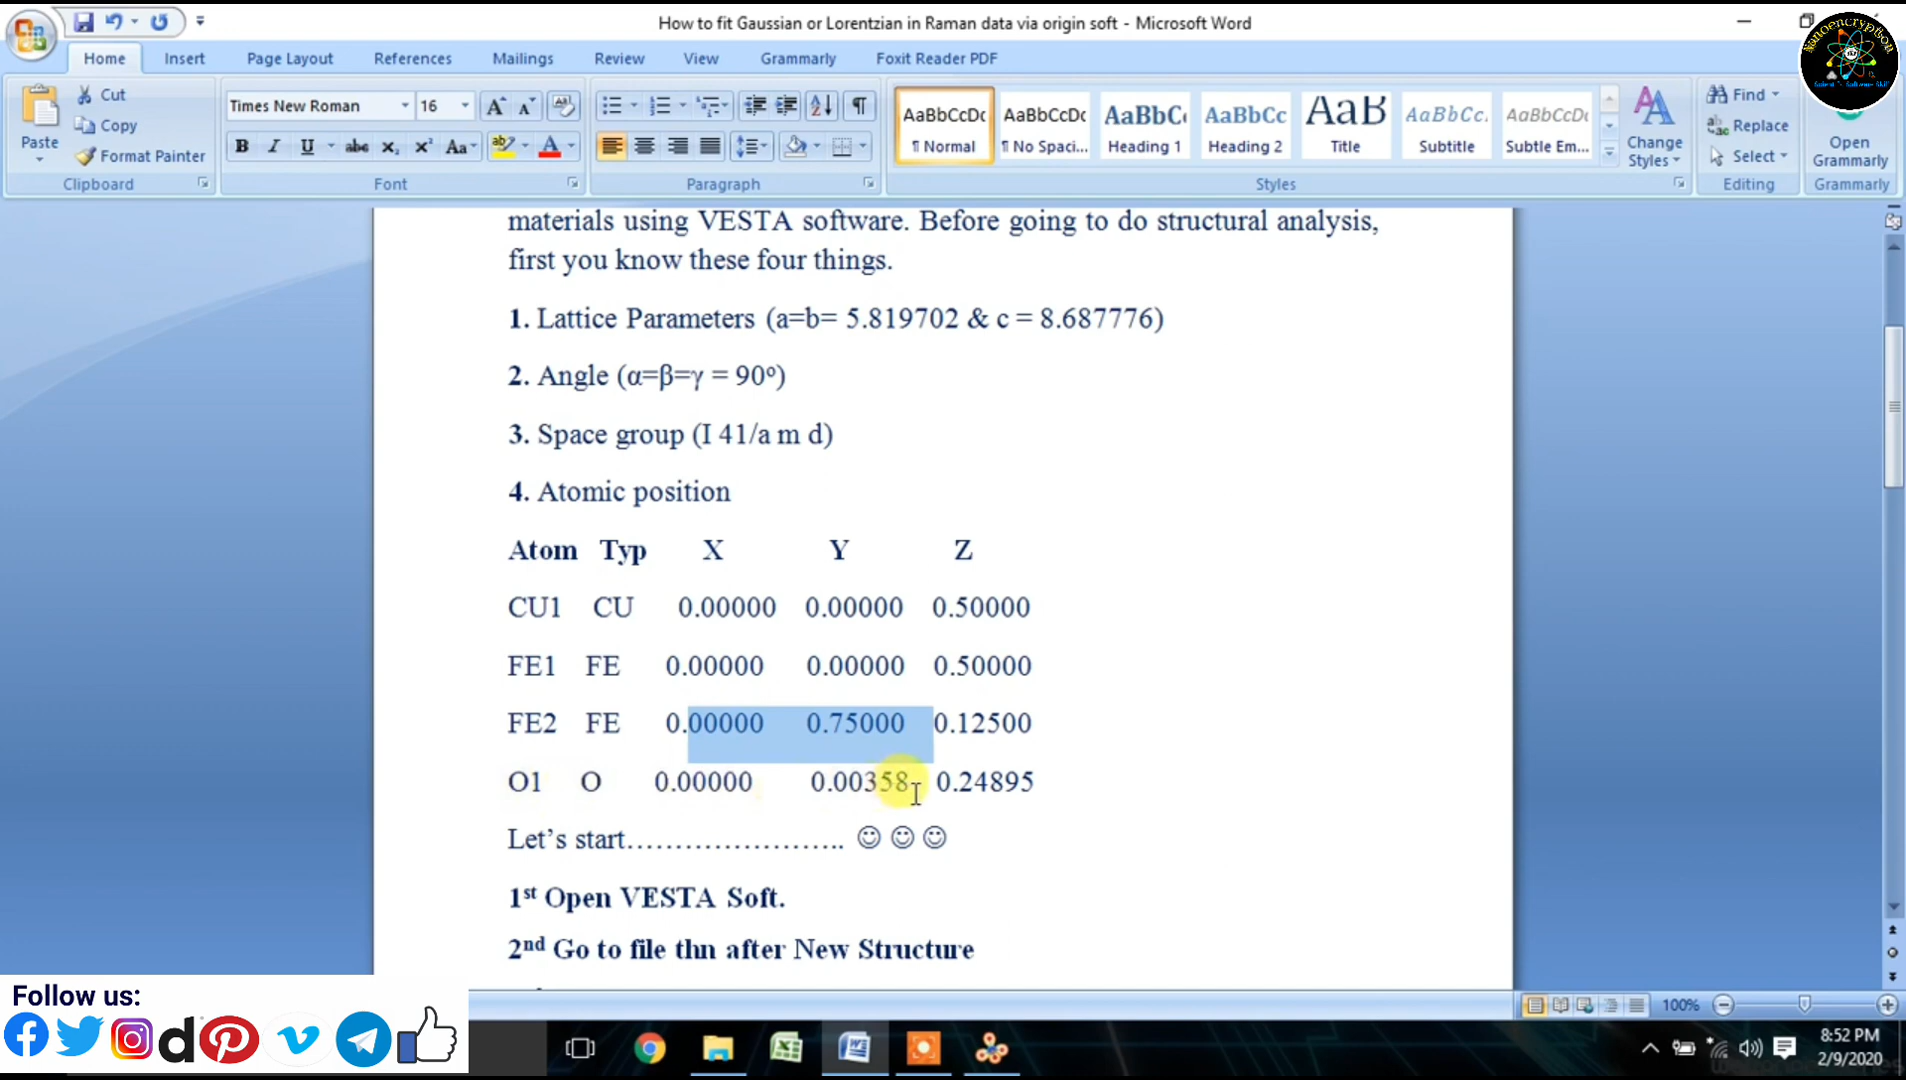 How to fit Gaussian or Lorentzian in Raman data via origin soft - Microsoft Word
Home Insert Page Layout References Mailings Review View Grammarly Foxit Reader PDF
Nanoencryption
Paste
Cut
Copy
Format Painter
Clipboard
Times New Roman 16
B I U abc x₂ x² Aa
Font
Paragraph
AaBbCcDc AaBbCcDc AaBbC AaBbCc AaB AaBbCc. AaBbCcDc
¶ Normal ¶ No Spaci... Heading 1 Heading 2 Title Subtitle Subtle Em...
Styles
Change Styles
Find
Replace
Select
Editing
Open Grammarly
Grammarly
materials using VESTA software. Before going to do structural analysis,
first you know these four things.
1. Lattice Parameters (a=b= 5.819702 & c = 8.687776)
2. Angle (α=β=γ = 90º)
3. Space group (I 41/a m d)
4. Atomic position
Atom Typ X Y Z
CU1 CU 0.00000 0.00000 0.50000
FE1 FE 0.00000 0.00000 0.50000
FE2 FE 0.00000 0.75000 0.12500
O1 O 0.00000 0.00358 0.24895
Let’s start………………….. ☺ ☺ ☺
1st Open VESTA Soft.
2nd Go to file thn after New Structure
Follow us:
100%
8:52 PM
2/9/2020